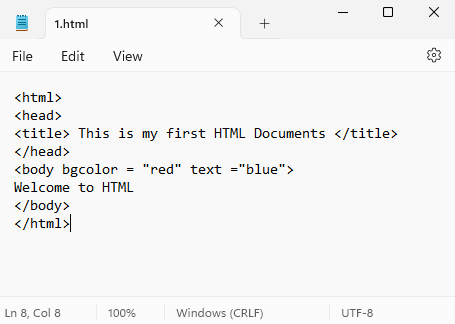 1.html
File Edit View
<html>
<head>
<title> This is my first HTML Documents </title>
</head>
<body bgcolor = "red" text ="blue">
Welcome to HTML
</body>
</html>
Ln 8, Col 8 100% Windows (CRLF) UTF-8